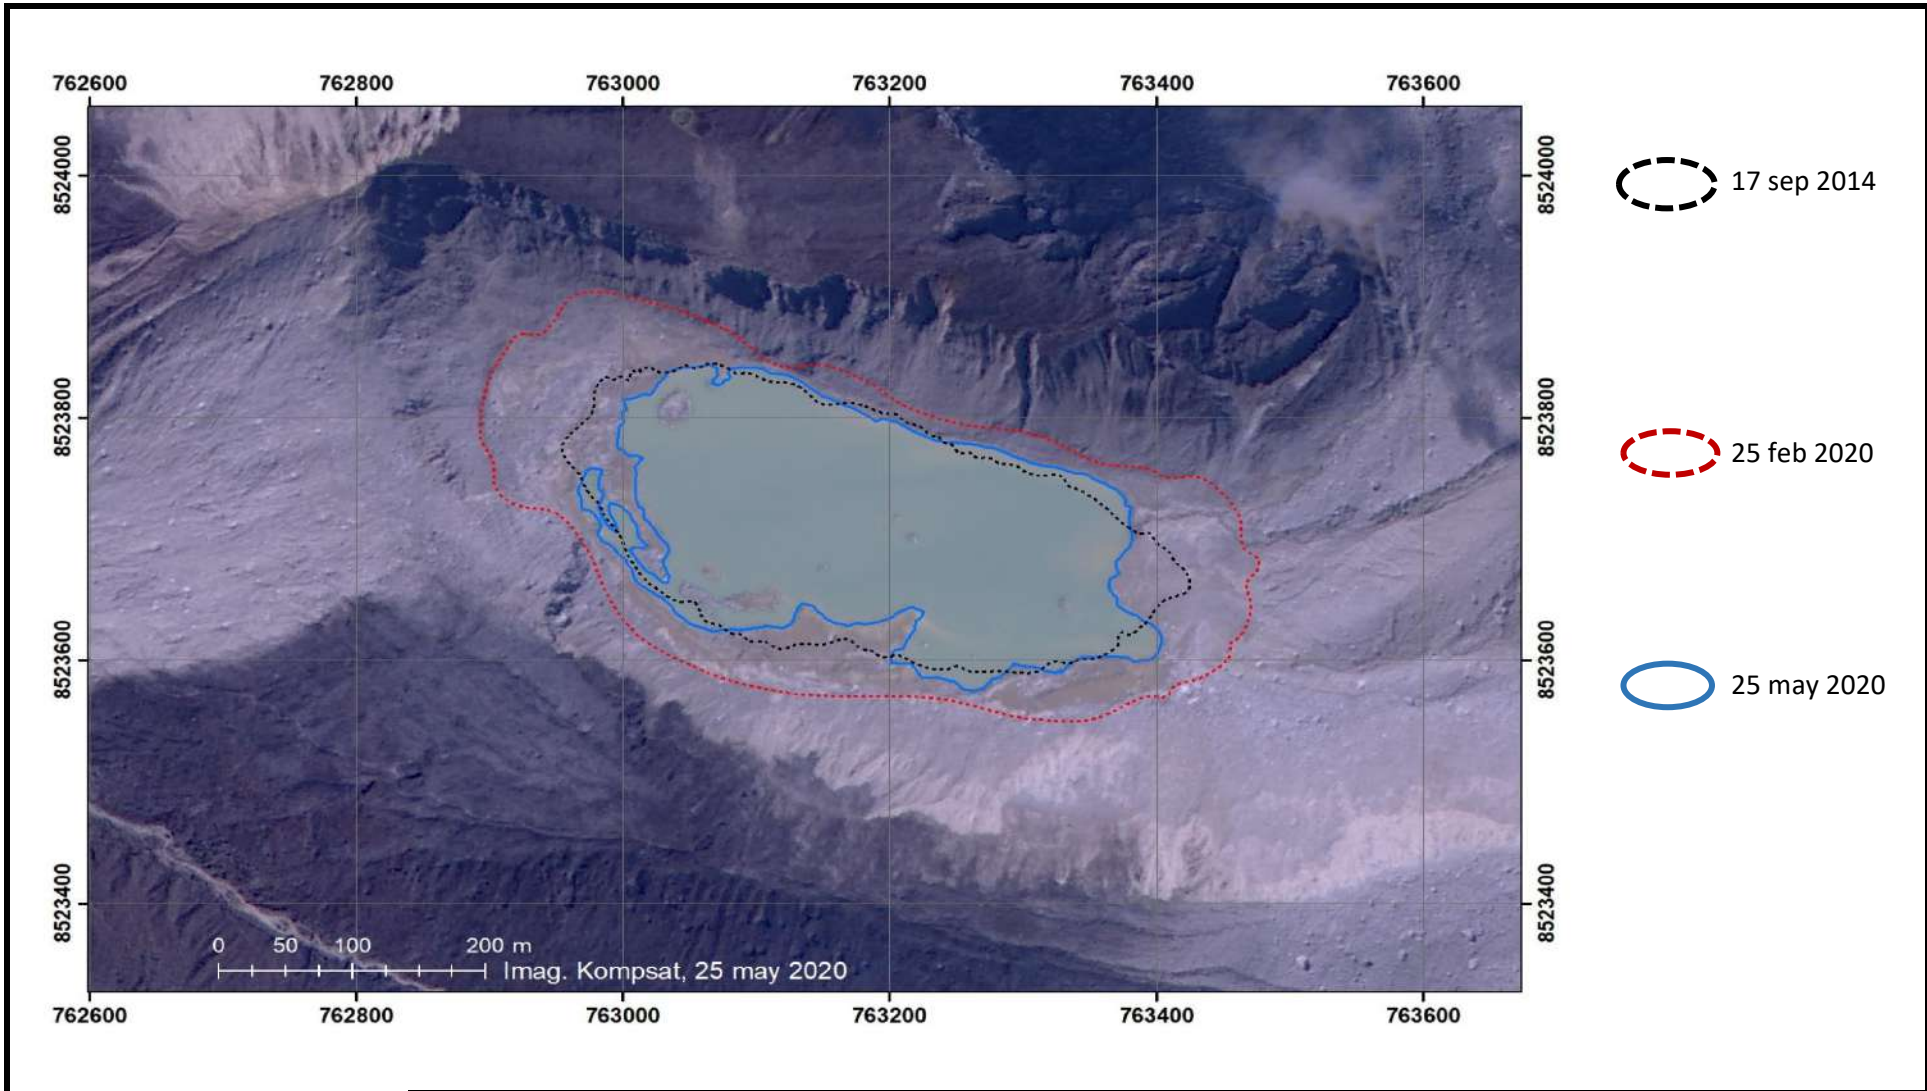 762600 762800 763000 763200 763400 763600
8524000 8524000
17 sep 2014
8523800 8523800
25 feb 2020
8523600 8523600
25 may 2020
8523400 8523400
0 50 100 200 m
Imag. Kompsat, 25 may 2020
762600 762800 763000 763200 763400 763600